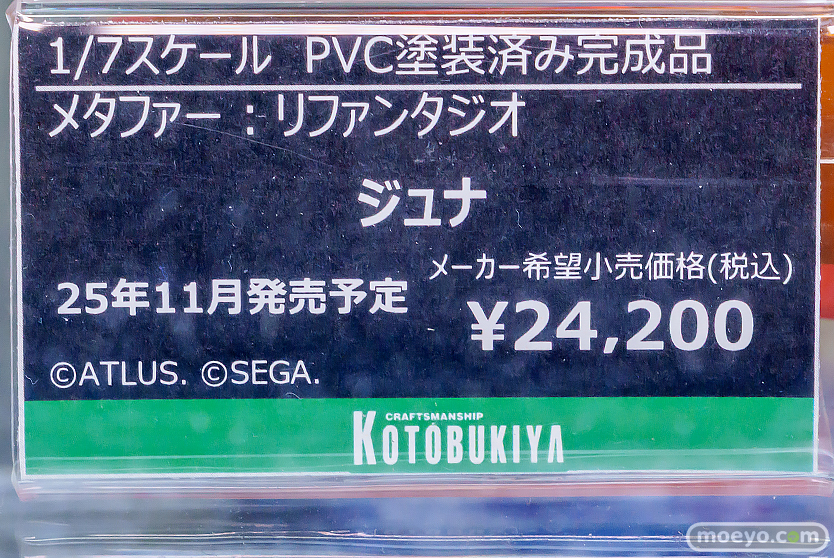 1/7スケール PVC塗装済み完成品
メタファー：リファンタジオ
ジュナ
メーカー希望小売価格(税込)
25年11月発売予定
¥24,200
©ATLUS. ©SEGA.
CRAFTSMANSHIP
KOTOBUKIYA
moeyo.com